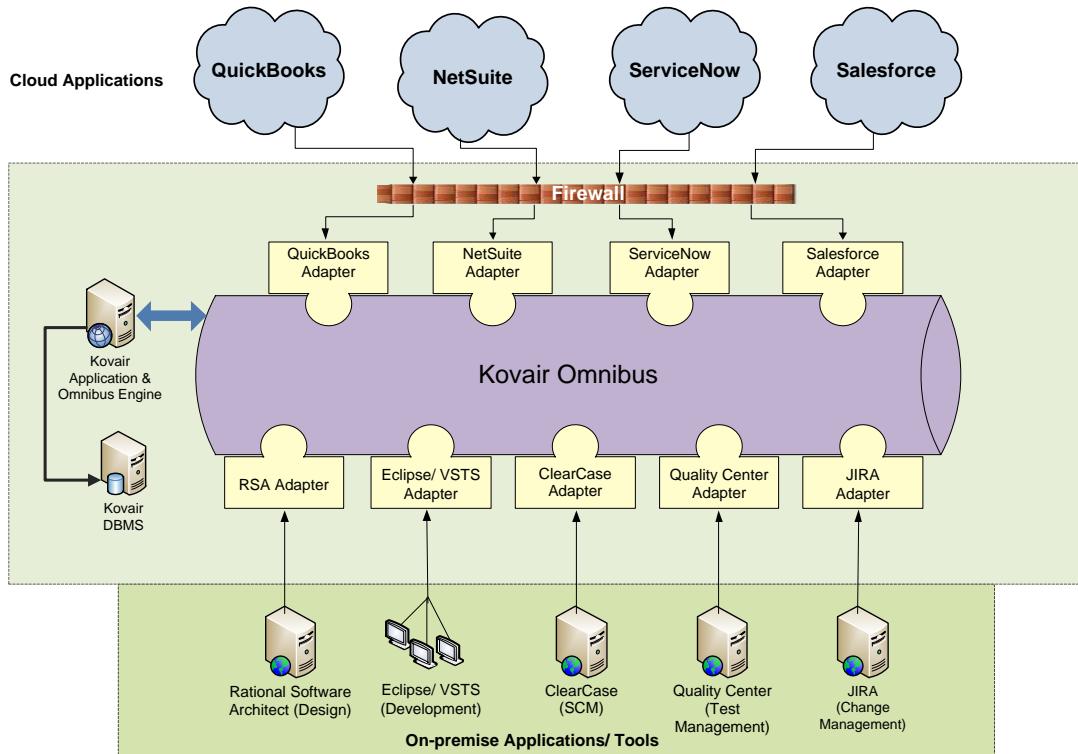 Cloud Applications
QuickBooks
NetSuite
ServiceNow
Salesforce
Firewall
QuickBooks
Adapter
NetSuite
Adapter
ServiceNow
Adapter
Salesforce
Adapter
Kovair
Application &
Omnibus Engine
Kovair Omnibus
Kovair
DBMS
RSA Adapter
Eclipse/ VSTS
Adapter
ClearCase
Adapter
Quality Center
Adapter
JIRA
Adapter
Rational Software
Architect (Design)
Eclipse/ VSTS
(Development)
ClearCase
(SCM)
Quality Center
(Test
Management)
JIRA
(Change
Management)
On-premise Applications/ Tools